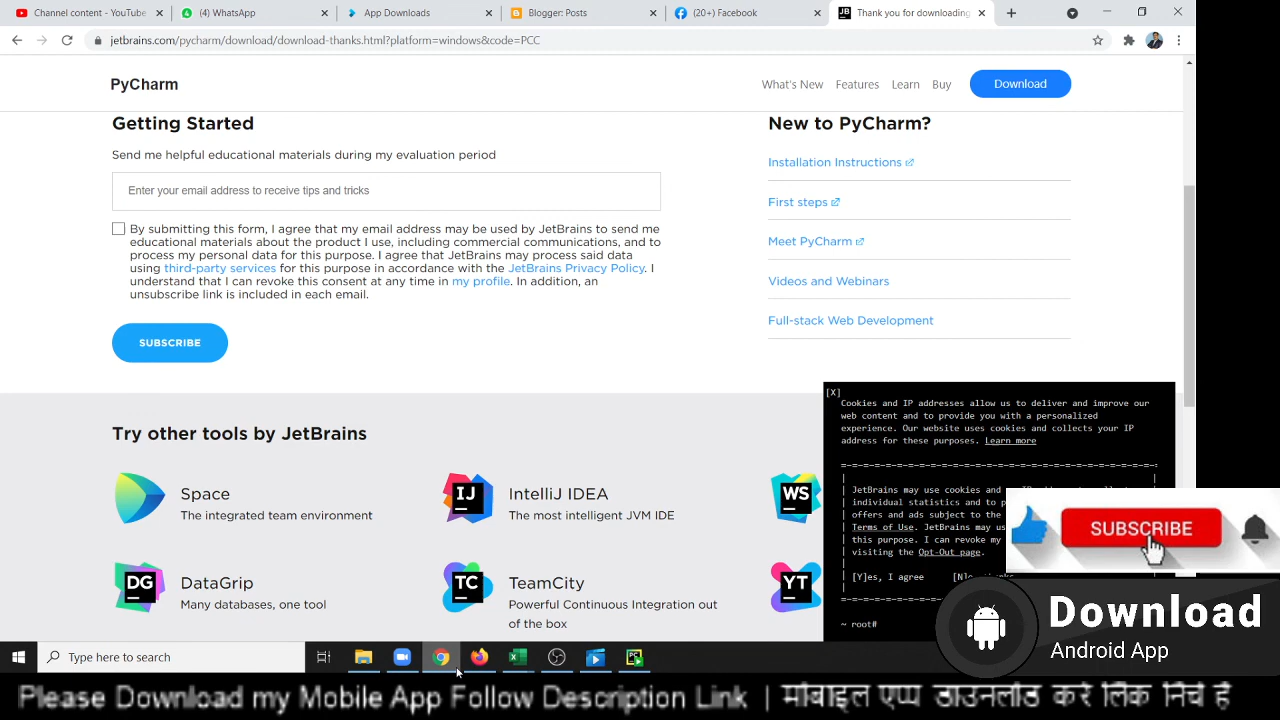 Channel content - YouTube
(4) WhatsApp
App Downloads
Blogger: Posts
(20+) Facebook
Thank you for downloading
jetbrains.com/pycharm/download/download-thanks.html?platform=windows&code=PCC
PyCharm
What's New
Features
Learn
Buy
Download
Getting Started
Send me helpful educational materials during my evaluation period
Enter your email address to receive tips and tricks
By submitting this form, I agree that my email address may be used by JetBrains to send me
educational materials about the product I use, including commercial communications, and to
process my personal data for this purpose. I agree that JetBrains may process said data
using third-party services for this purpose in accordance with the JetBrains Privacy Policy. I
understand that I can revoke this consent at any time in my profile. In addition, an
unsubscribe link is included in each email.
SUBSCRIBE
New to PyCharm?
Installation Instructions
First steps
Meet PyCharm
Videos and Webinars
Full-stack Web Development
Try other tools by JetBrains
Space
The integrated team environment
IJ
IntelliJ IDEA
The most intelligent JVM IDE
WS
DG
DataGrip
Many databases, one tool
TC
TeamCity
Powerful Continuous Integration out
of the box
YT
[X]
Cookies and IP addresses allow us to deliver and improve our
web content and to provide you with a personalized
experience. Our website uses cookies and collects your IP
address for these purposes. Learn more
JetBrains may use cookies and
individual statistics and to p
offers and ads subject to the
Terms of Use. JetBrains may us
this purpose. I can revoke my
visiting the Opt-Out page.
[Y]es, I agree
~ root#
SUBSCRIBE
Download
Android App
Type here to search
Please Download my Mobile App Follow Description Link | मोबाइल एप्प डाउनलोड करे लिंक निचे हे